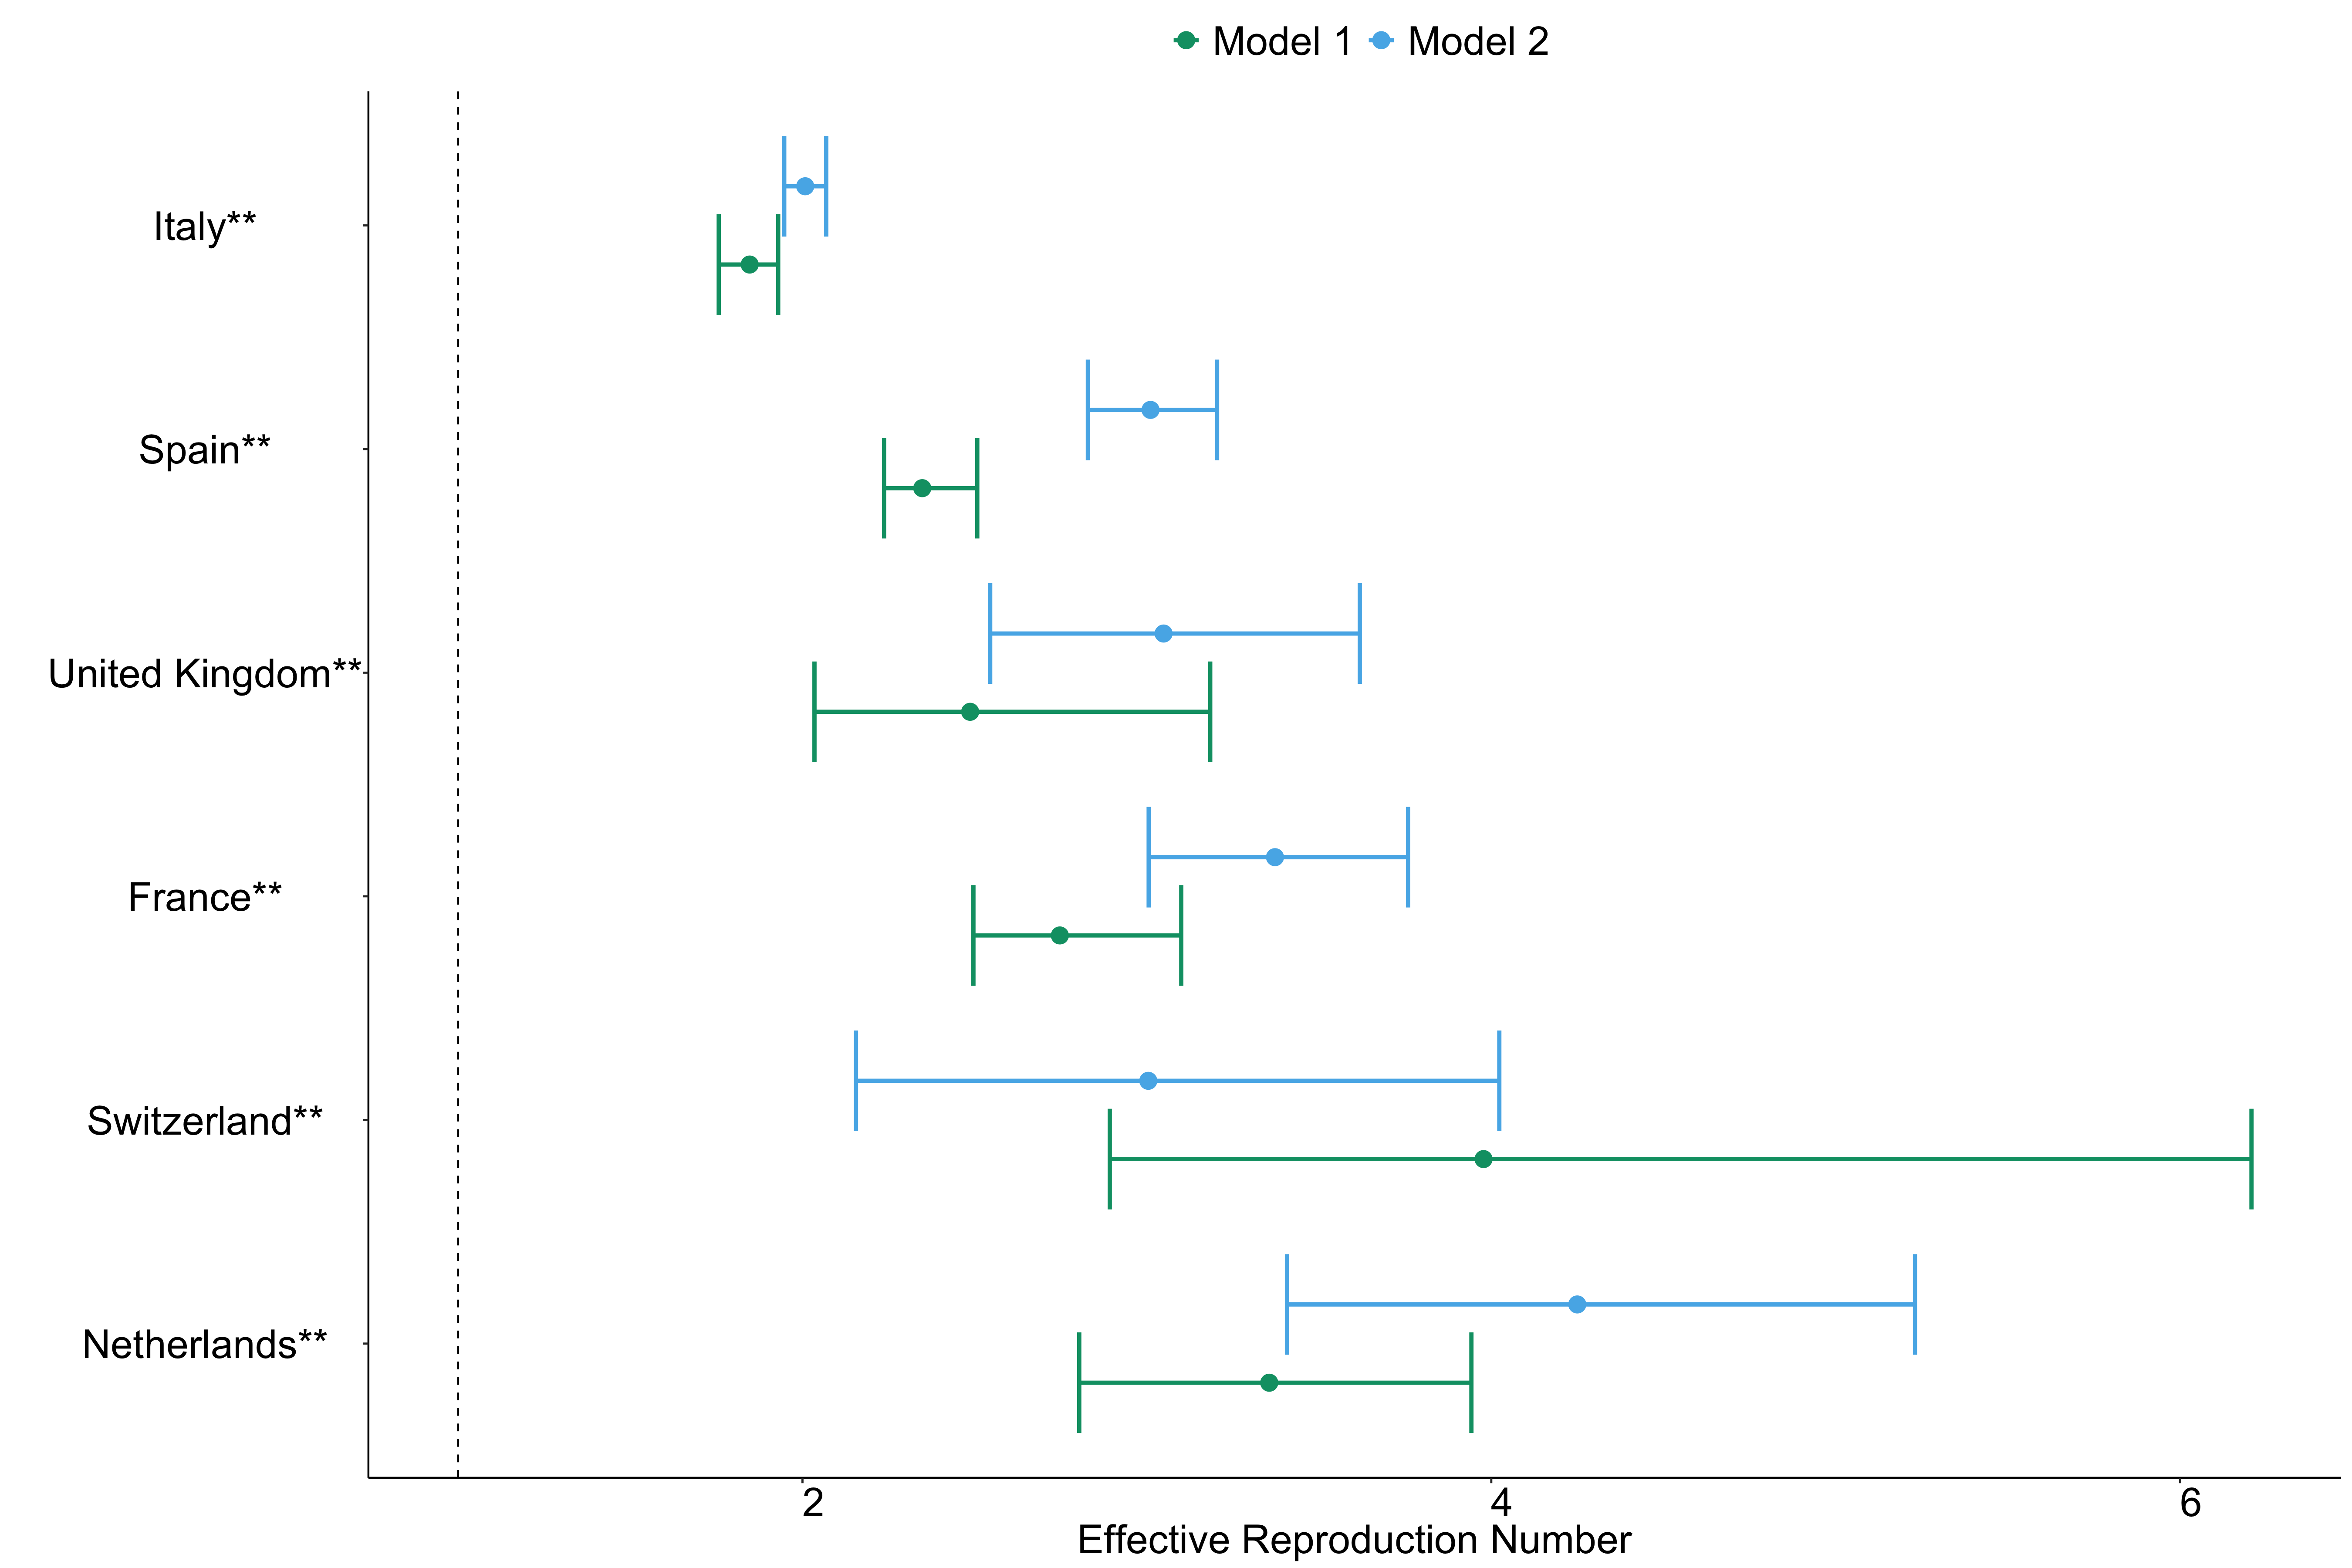 Model 1 Model 2
Italy**
Spain**
United Kingdom**
France**
Switzerland**
Netherlands**
2 4 6
Effective Reproduction Number